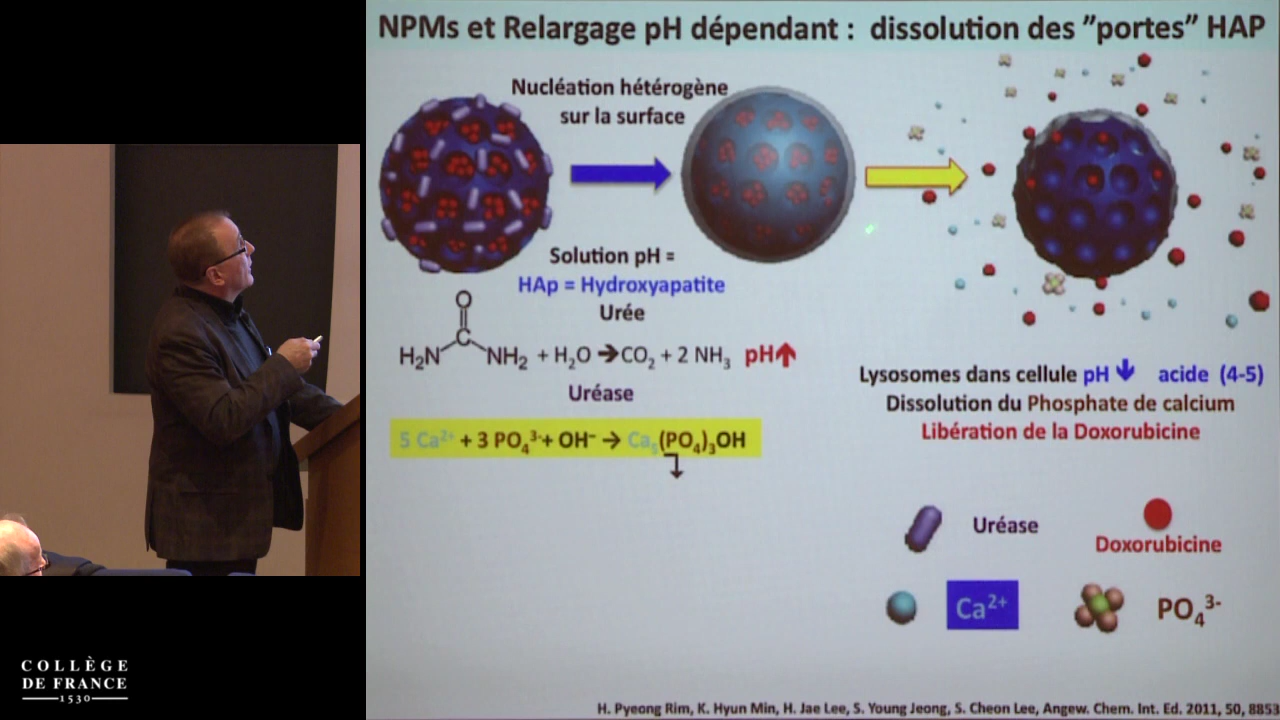 NPMs et Relargage pH dépendant : dissolution des ”portes” HAP
Nucléation hétérogène
sur la surface
Solution pH =
HAp = Hydroxyapatite
Urée
O
H₂N C NH₂ + H₂O ➔ CO₂ + 2 NH₃ pH⬆
Uréase
5 Ca²⁺ + 3 PO₄³⁻+ OH⁻ → Ca₅(PO₄)₃OH
Lysosomes dans cellule pH ⬇ acide (4-5)
Dissolution du Phosphate de calcium
Libération de la Doxorubicine
Uréase
Doxorubicine
Ca²⁺
PO₄³⁻
H. Pyeong Rim, K. Hyun Min, H. Jae Lee, S. Young Jeong, S. Cheon Lee, Angew. Chem. Int. Ed. 2011, 50, 8853
COLLÈGE
DE FRANCE
1530